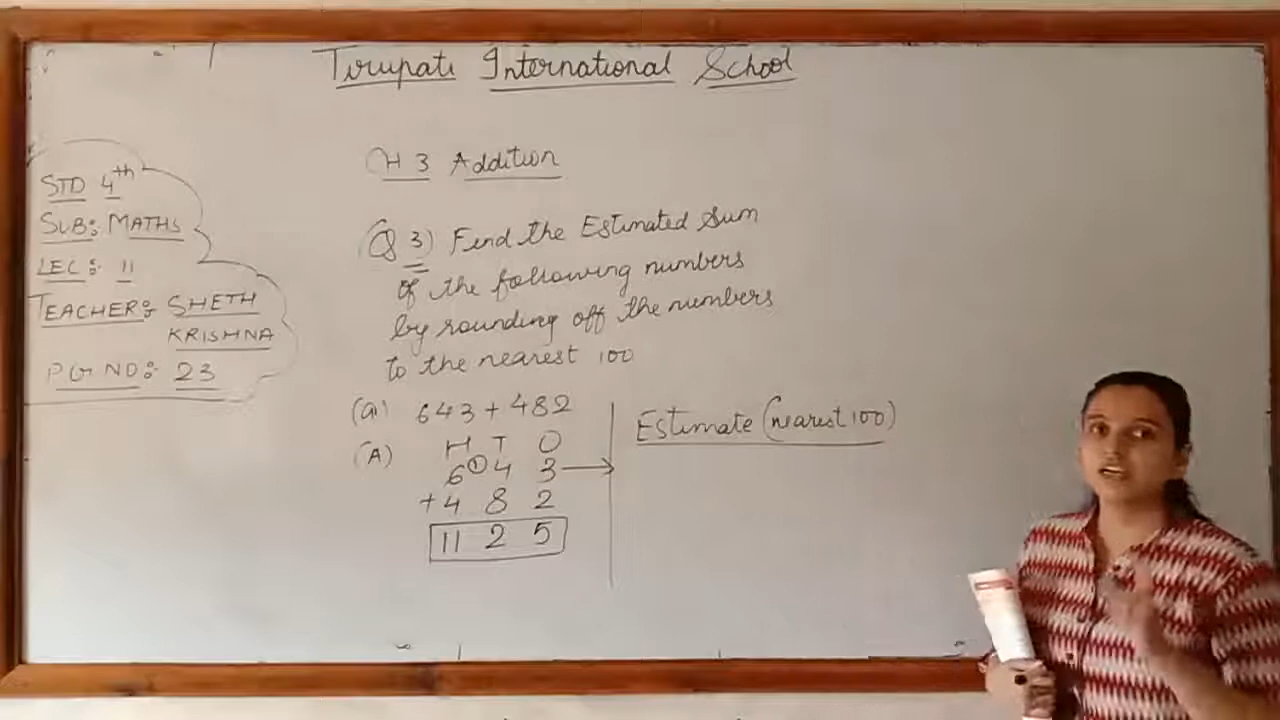 Tirupati International School
STD 4th
SUB: MATHS
LEC: 11
TEACHER: SHETH
KRISHNA
PG NO: 23
CH 3 Addition
Q 3) Find the Estimated Sum
of the following numbers
by rounding off the numbers
to the nearest 100
(a) 643 + 482
(A) H T O
6 ① 4 3 →
+ 4 8 2
11 2 5
Estimate (nearest 100)